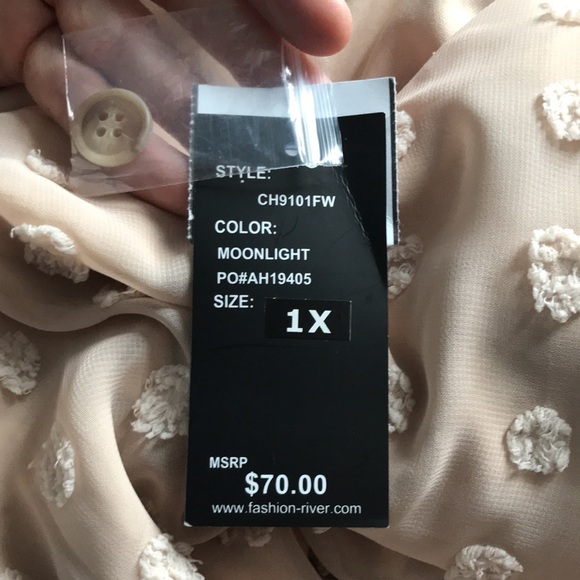 STYLE:
CH9101FW
COLOR:
MOONLIGHT
PO#AH19405
SIZE:
1X
MSRP
$70.00
www.fashion-river.com